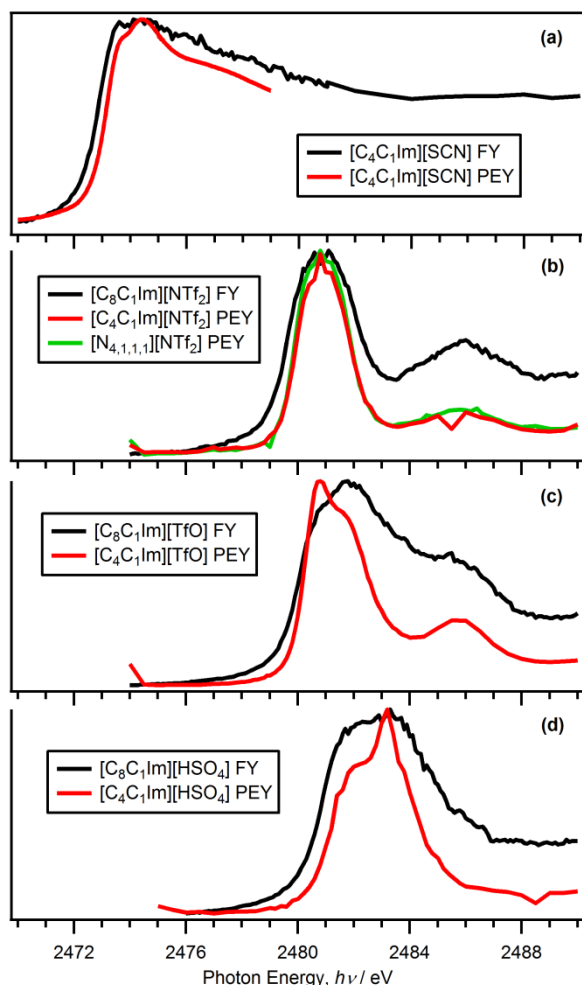 (a)
[C₄C₁Im][SCN] FY
[C₄C₁Im][SCN] PEY
(b)
[C₈C₁Im][NTf₂] FY
[C₄C₁Im][NTf₂] PEY
[N₄,₁,₁,₁][NTf₂] PEY
(c)
[C₈C₁Im][TfO] FY
[C₄C₁Im][TfO] PEY
(d)
[C₈C₁Im][HSO₄] FY
[C₄C₁Im][HSO₄] PEY
2472 2476 2480 2484 2488
Photon Energy, hν / eV